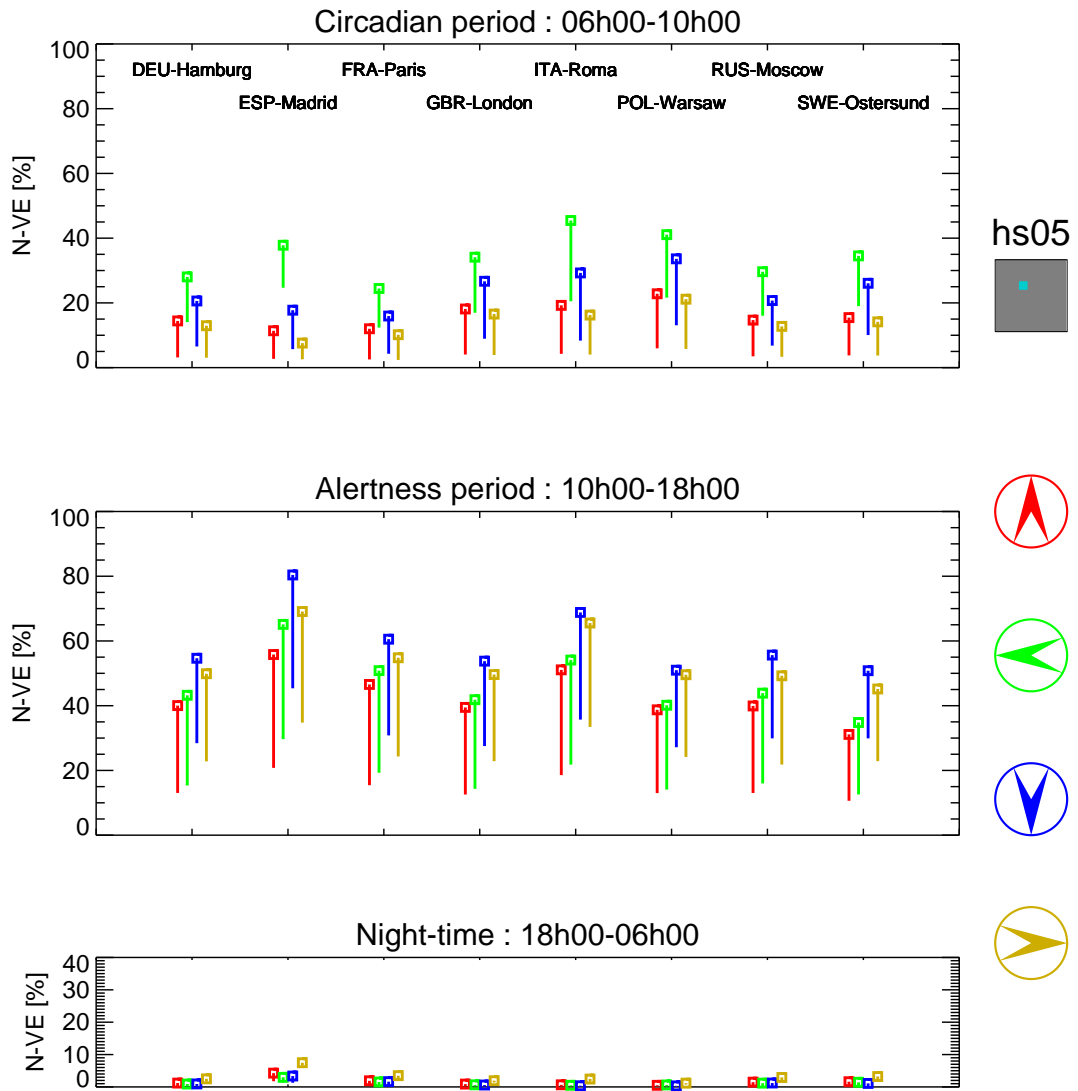 Circadian period : 06h00-10h00
100
80
60
40
20
0
N-VE [%]
DEU-Hamburg
FRA-Paris
ITA-Roma
RUS-Moscow
ESP-Madrid
GBR-London
POL-Warsaw
SWE-Ostersund
hs05
Alertness period : 10h00-18h00
100
80
60
40
20
0
N-VE [%]
Night-time : 18h00-06h00
40
30
20
10
0
N-VE [%]